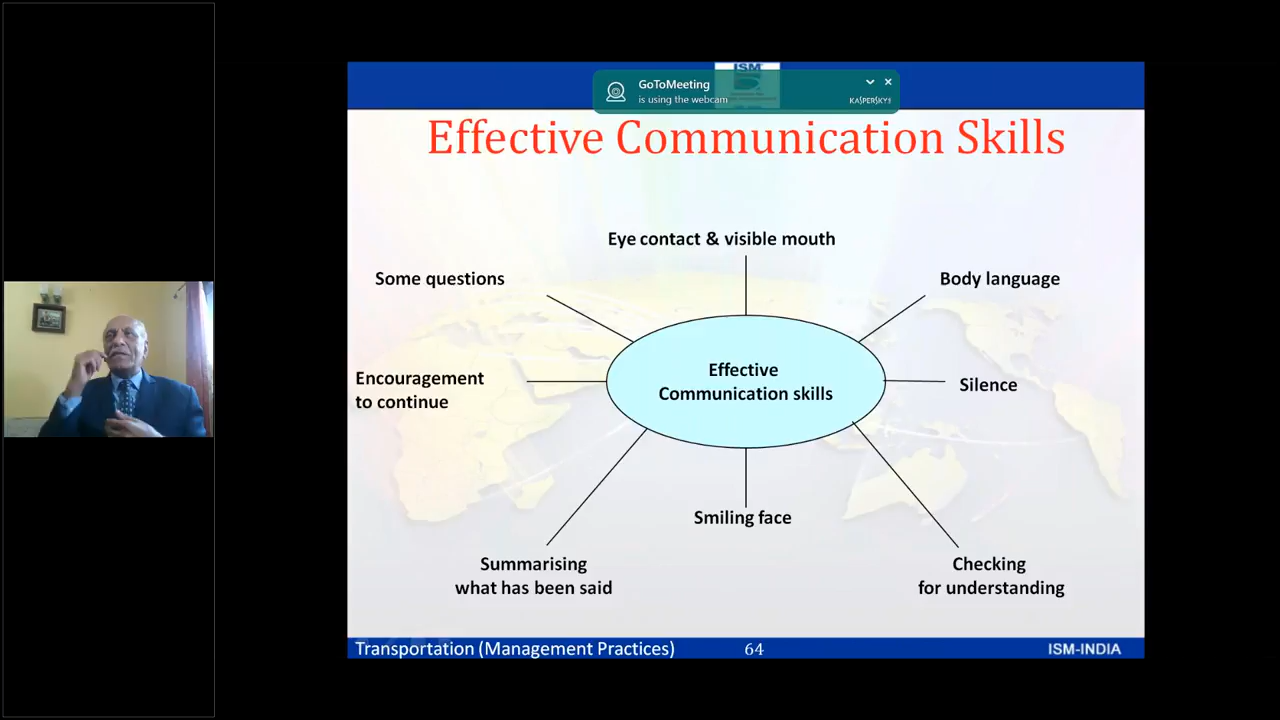 ISM
GoToMeeting
is using the webcam
KASPERSKY
Effective Communication Skills
Eye contact & visible mouth
Some questions
Body language
Effective
Communication skills
Encouragement
to continue
Silence
Smiling face
Summarising
what has been said
Checking
for understanding
Transportation (Management Practices)
64
ISM-INDIA